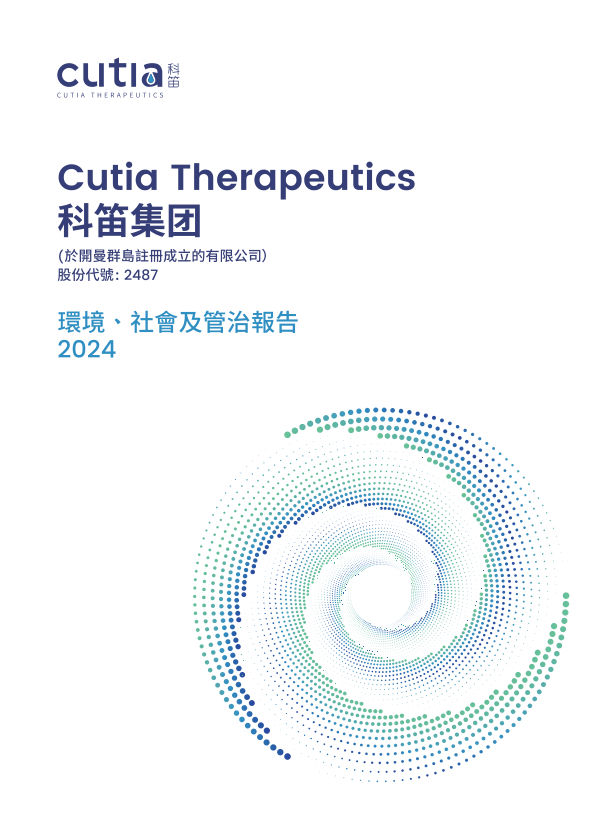 cutia 科笛
CUTIA THERAPEUTICS
Cutia Therapeutics
科笛集团
(於開曼群島註冊成立的有限公司)
股份代號: 2487
環境、社會及管治報告
2024